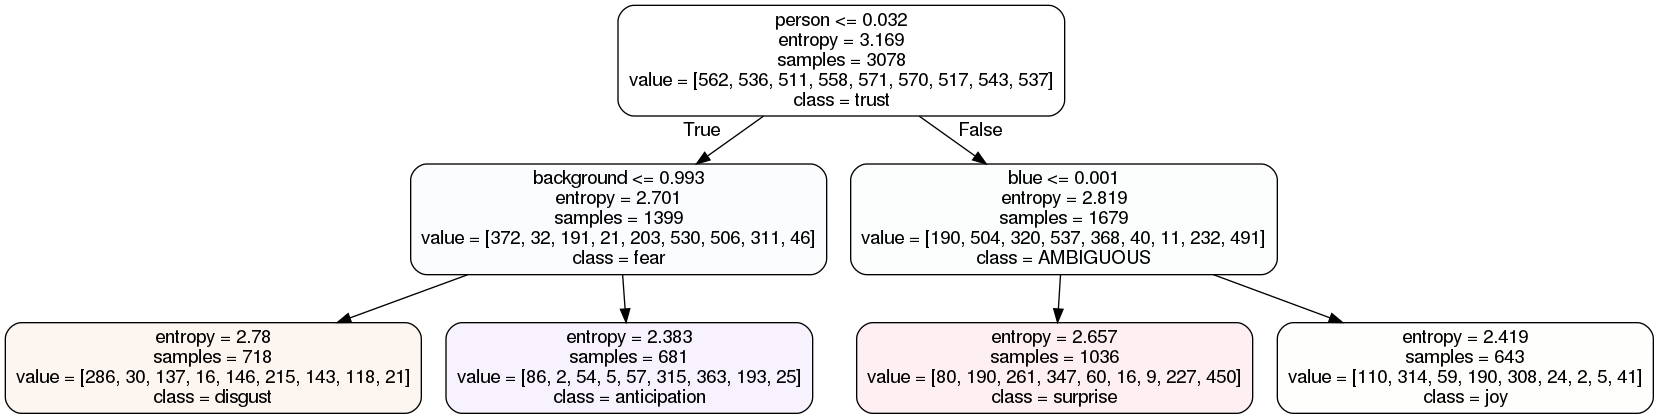 person <= 0.032
entropy = 3.169
samples = 3078
value = [562, 536, 511, 558, 571, 570, 517, 543, 537]
class = trust
True
False
background <= 0.993
entropy = 2.701
samples = 1399
value = [372, 32, 191, 21, 203, 530, 506, 311, 46]
class = fear
blue <= 0.001
entropy = 2.819
samples = 1679
value = [190, 504, 320, 537, 368, 40, 11, 232, 491]
class = AMBIGUOUS
entropy = 2.78
samples = 718
value = [286, 30, 137, 16, 146, 215, 143, 118, 21]
class = disgust
entropy = 2.383
samples = 681
value = [86, 2, 54, 5, 57, 315, 363, 193, 25]
class = anticipation
entropy = 2.657
samples = 1036
value = [80, 190, 261, 347, 60, 16, 9, 227, 450]
class = surprise
entropy = 2.419
samples = 643
value = [110, 314, 59, 190, 308, 24, 2, 5, 41]
class = joy